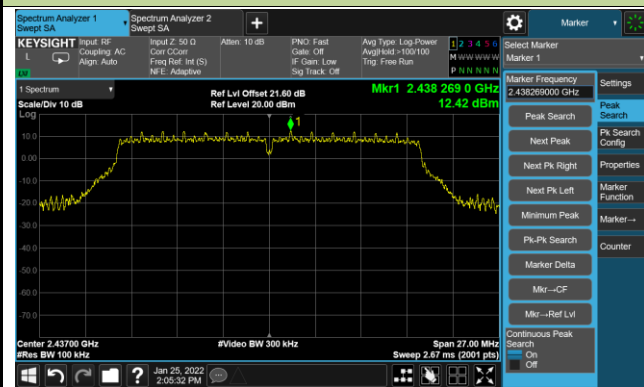 Spectrum Analyzer 1
Swept SA
Spectrum Analyzer 2
Swept SA
+
Marker
KEYSIGHT
L
LXI
Input: RF
Coupling: AC
Align: Auto
Input Z: 50 Ω
Corr CCorr
Freq Ref: Int (S)
NFE: Adaptive
Atten: 10 dB
PNO: Fast
Gate: Off
IF Gain: Low
Sig Track: Off
Avg Type: Log-Power
Avg|Hold:>100/100
Trig: Free Run
1 2 3 4 5 6
M W W W W W
P N N N N N
Select Marker
Marker 1
1 Spectrum
Scale/Div 10 dB
Log
Ref Lvl Offset 21.60 dB
Ref Level 20.00 dBm
Mkr1 2.438 269 0 GHz
12.42 dBm
1
10.0
0.00
-10.0
-20.0
-30.0
-40.0
-50.0
-60.0
-70.0
Center 2.43700 GHz
#Res BW 100 kHz
#Video BW 300 kHz
Span 27.00 MHz
Sweep 2.67 ms (2001 pts)
Marker Frequency
2.438269000 GHz
Peak Search
Next Peak
Next Pk Right
Next Pk Left
Minimum Peak
Pk-Pk Search
Marker Delta
Mkr→CF
Mkr→Ref Lvl
Continuous Peak
Search
On
Off
Settings
Peak
Search
Pk Search
Config
Properties
Marker
Function
Marker→
Counter
?
Jan 25, 2022
2:05:32 PM